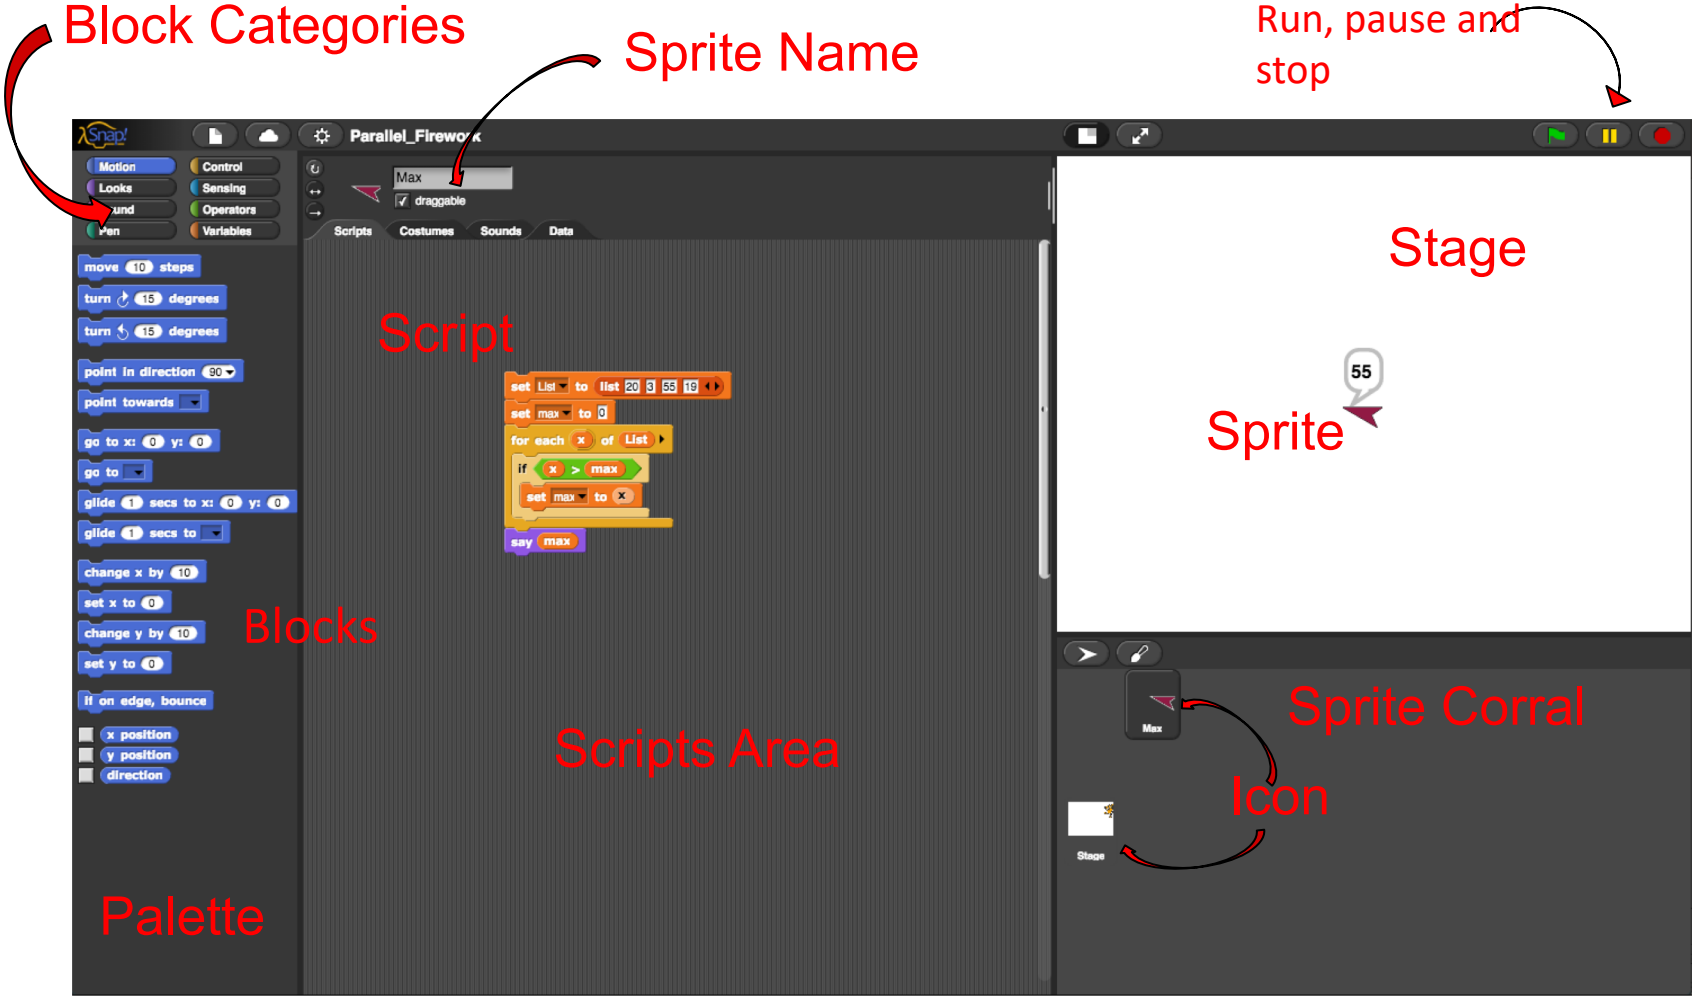 Block Categories
Sprite Name
Run, pause and
stop
λSnap!
Parallel_Firework
Motion
Control
Looks
Sensing
und
Operators
Pen
Variables
Max
draggable
Scripts Costumes Sounds Data
move 10 steps
turn 15 degrees
turn 15 degrees
point in direction 90
point towards
go to x: 0 y: 0
go to
glide 1 secs to x: 0 y: 0
glide 1 secs to
change x by 10
set x to 0
change y by 10
set y to 0
if on edge, bounce
x position
y position
direction
Blocks
Palette
Script
set List to list 20 3 55 19
set max to 0
for each x of List
if x > max
set max to x
say max
Scripts Area
Stage
55
Sprite
Sprite Corral
Max
Icon
Stage